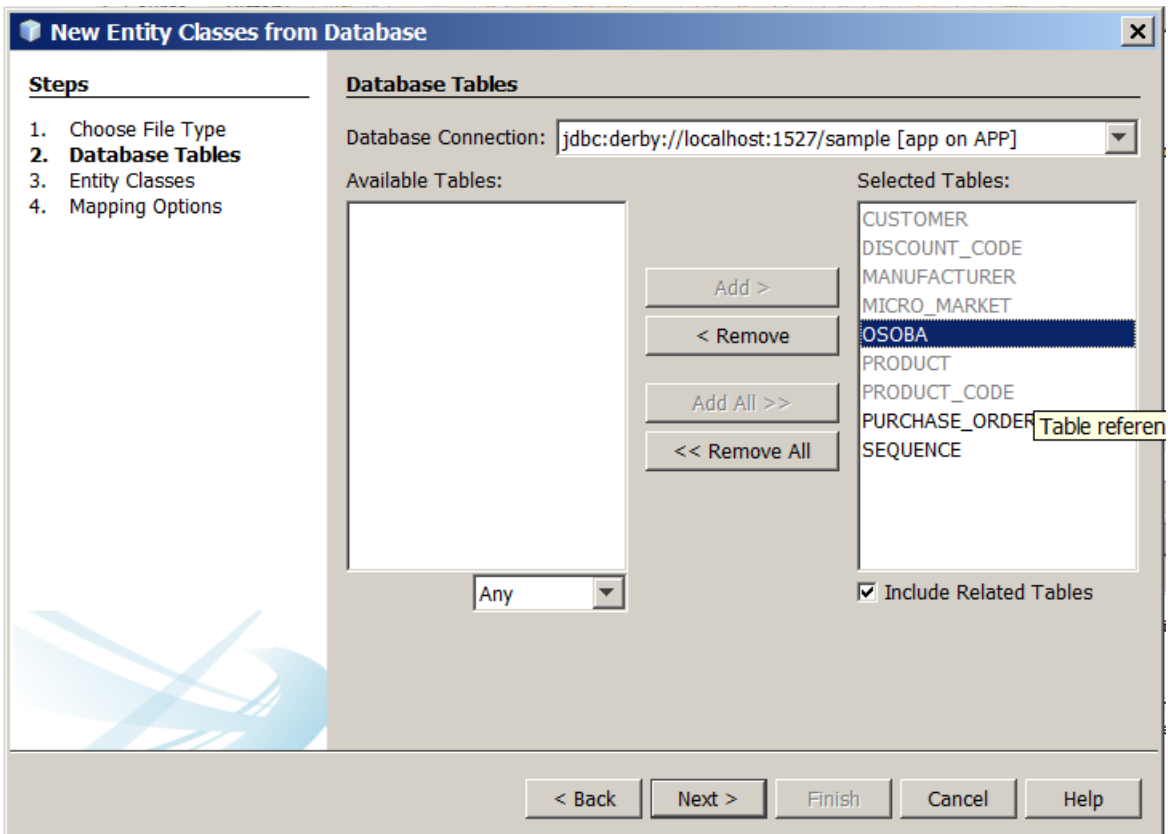 New Entity Classes from Database
Steps
1. Choose File Type
2. Database Tables
3. Entity Classes
4. Mapping Options
Database Tables
Database Connection: jdbc:derby://localhost:1527/sample [app on APP]
Available Tables:
Any
Add >
< Remove
Add All >>
<< Remove All
Selected Tables:
CUSTOMER
DISCOUNT_CODE
MANUFACTURER
MICRO_MARKET
OSOBA
PRODUCT
PRODUCT_CODE
PURCHASE_ORDER
Table referen
SEQUENCE
Include Related Tables
< Back Next > Finish Cancel Help